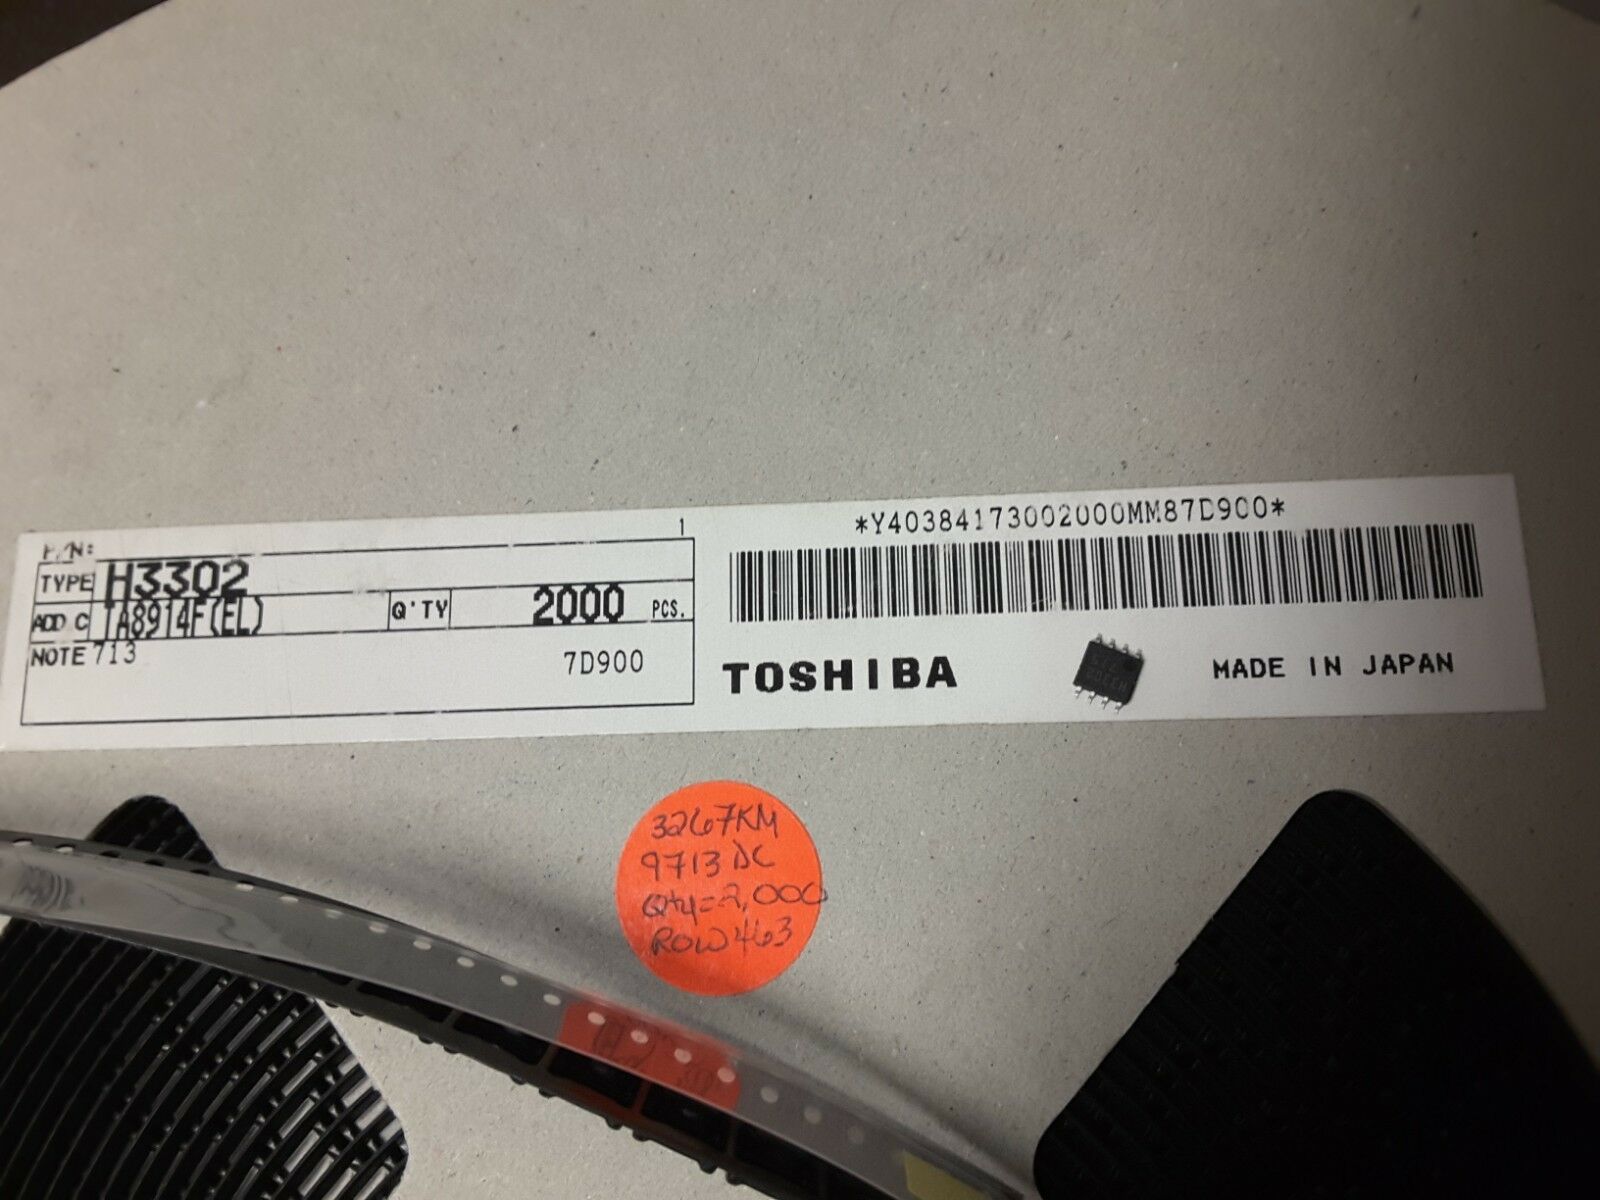 1
P/N:
TYPE H3302
ADD C TA8914F(EL) Q'TY 2000 PCS.
NOTE 713 7D900
*Y40384173002000MM87D900*
TOSHIBA
H3302
MADE IN JAPAN
3267KM
9713 DC
Qty=2,000
ROW 463